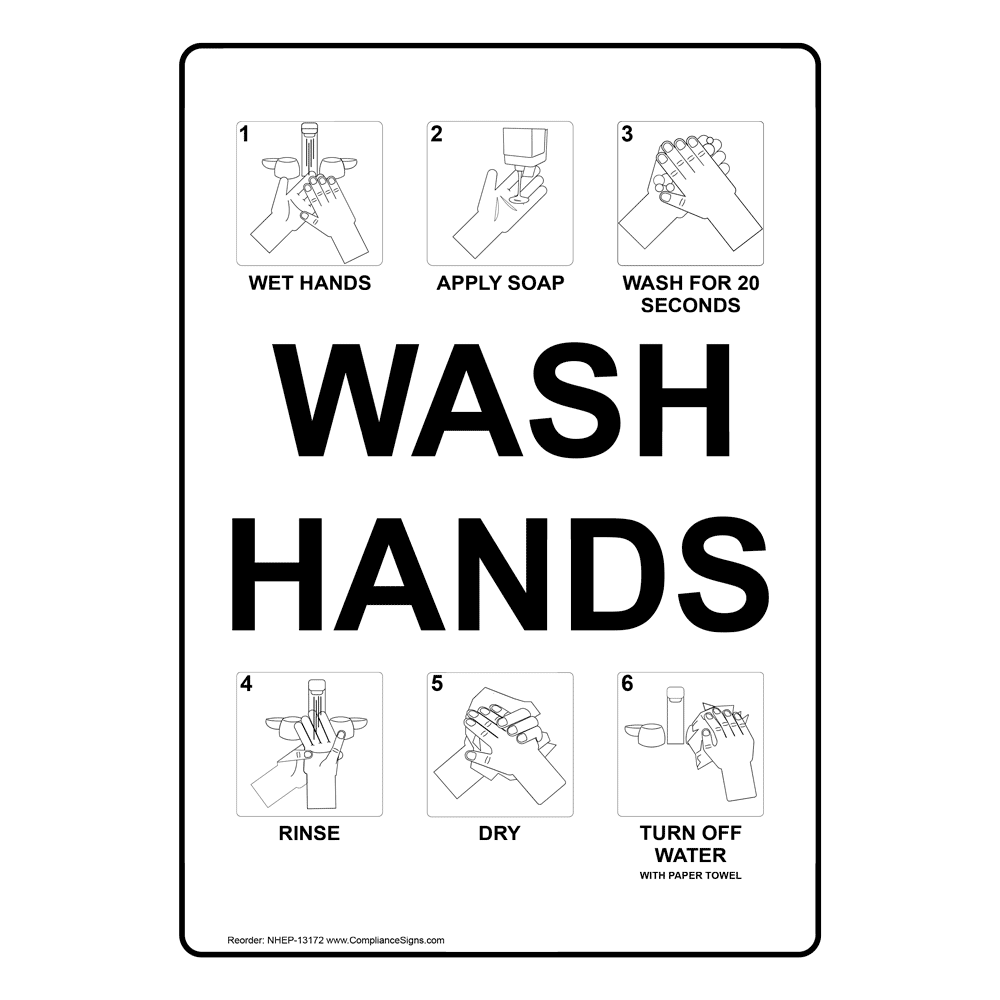 1
WET HANDS
2
APPLY SOAP
3
WASH FOR 20
SECONDS
WASH
HANDS
4
RINSE
5
DRY
6
TURN OFF
WATER
WITH PAPER TOWEL
Reorder: NHEP-13172 www.ComplianceSigns.com